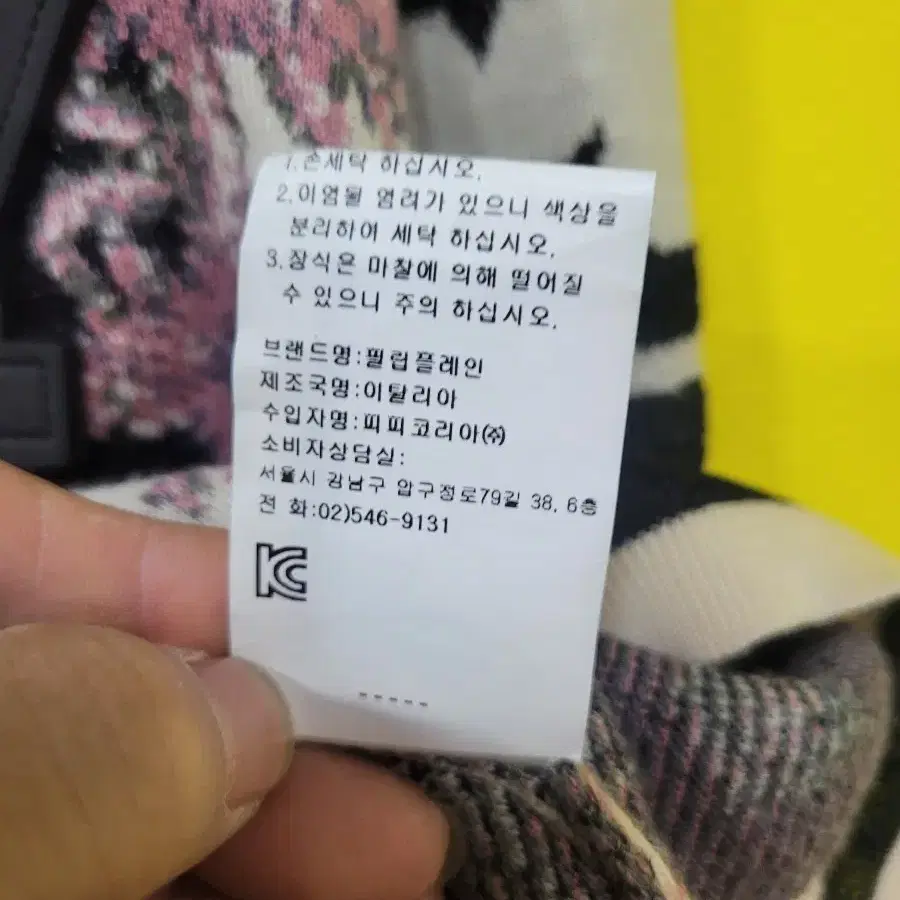 1.손세탁 하십시오.
2.이염될 염려가 있으니 색상을
분리하여 세탁 하십시오.
3.장식은 마찰에 의해 떨어질
수 있으니 주의 하십시오.
브랜드명:필립플레인
제조국명:이탈리아
수입자명:피피코리아㈜
소비자상담실:
서울시 강남구 압구정로79길 38, 6층
전 화:02)546-9131
KC
-----